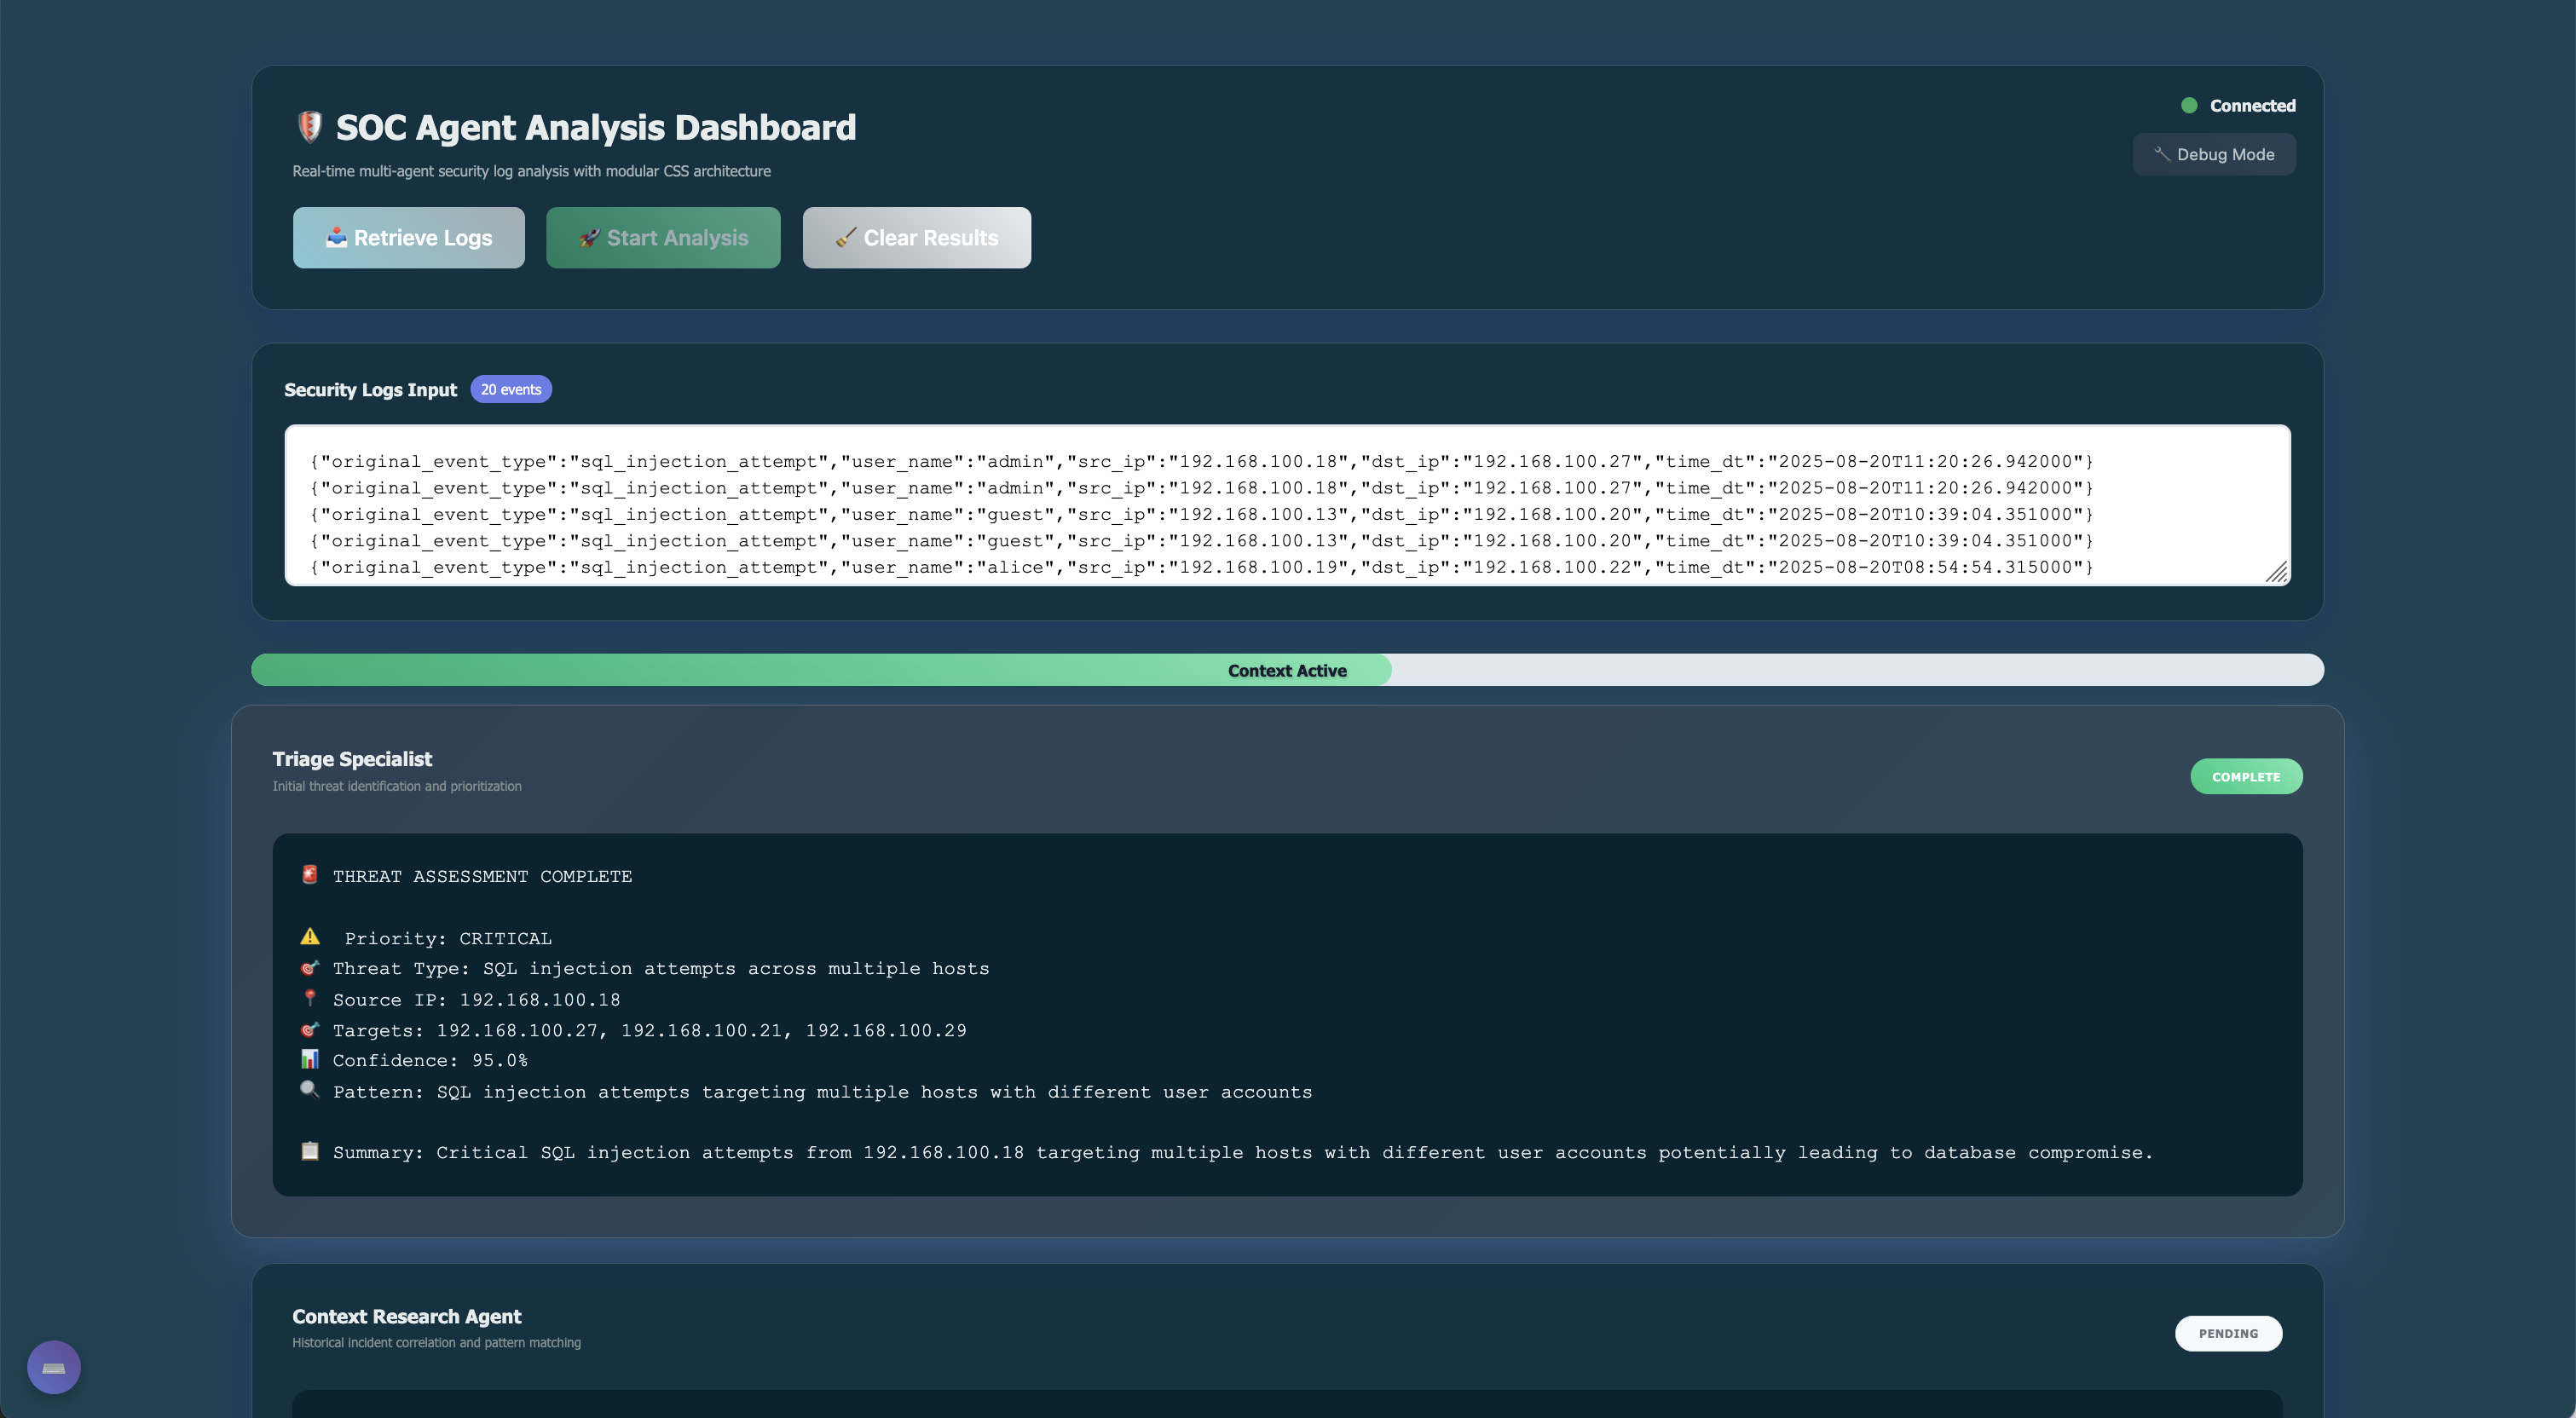 SOC Agent Analysis Dashboard
Connected
Real-time multi-agent security log analysis with modular CSS architecture
Debug Mode
Retrieve Logs
Start Analysis
Clear Results
Security Logs Input
20 events
{"original_event_type":"sql_injection_attempt","user_name":"admin","src_ip":"192.168.100.18","dst_ip":"192.168.100.27","time_dt":"2025-08-20T11:20:26.942000"}
{"original_event_type":"sql_injection_attempt","user_name":"admin","src_ip":"192.168.100.18","dst_ip":"192.168.100.27","time_dt":"2025-08-20T11:20:26.942000"}
{"original_event_type":"sql_injection_attempt","user_name":"guest","src_ip":"192.168.100.13","dst_ip":"192.168.100.20","time_dt":"2025-08-20T10:39:04.351000"}
{"original_event_type":"sql_injection_attempt","user_name":"guest","src_ip":"192.168.100.13","dst_ip":"192.168.100.20","time_dt":"2025-08-20T10:39:04.351000"}
{"original_event_type":"sql_injection_attempt","user_name":"alice","src_ip":"192.168.100.19","dst_ip":"192.168.100.22","time_dt":"2025-08-20T08:54:54.315000"}
Context Active
Triage Specialist
Initial threat identification and prioritization
COMPLETE
THREAT ASSESSMENT COMPLETE
Priority: CRITICAL
Threat Type: SQL injection attempts across multiple hosts
Source IP: 192.168.100.18
Targets: 192.168.100.27, 192.168.100.21, 192.168.100.29
Confidence: 95.0%
Pattern: SQL injection attempts targeting multiple hosts with different user accounts
Summary: Critical SQL injection attempts from 192.168.100.18 targeting multiple hosts with different user accounts potentially leading to database compromise.
Context Research Agent
Historical incident correlation and pattern matching
PENDING